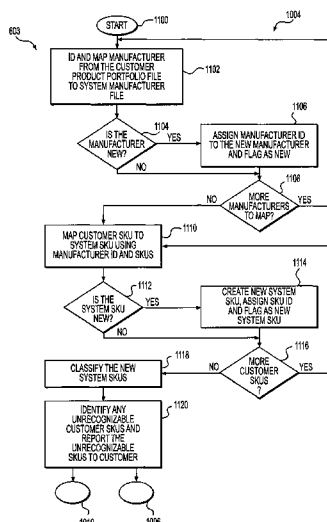 START
1100
1004
603
ID AND MAP MANUFACTURER
FROM THE CUSTOMER
PRODUCT PORTFOLIO FILE
TO SYSTEM MANUFACTURER
FILE
1102
1104
IS THE
MANUFACTURER
NEW?
YES
NO
1106
ASSIGN MANUFACTURER ID
TO THE NEW MANUFACTURER
AND FLAG AS NEW
1108
MORE
MANUFACTURERS
TO MAP?
NO
YES
1110
MAP CUSTOMER SKU TO
SYSTEM SKU USING
MANUFACTURER ID AND SKUS
1112
IS THE
SYSTEM SKU
NEW?
YES
NO
1114
CREATE NEW SYSTEM
SKU, ASSIGN SKU ID
AND FLAG AS NEW
SYSTEM SKU
1116
MORE
CUSTOMER
SKUS
?
NO
YES
1118
CLASSIFY THE NEW
SYSTEM SKUS
1120
IDENTIFY ANY
UNRECOGNIZABLE
CUSTOMER SKUS AND
REPORT THE
UNRECOGNIZABLE
SKUS TO CUSTOMER